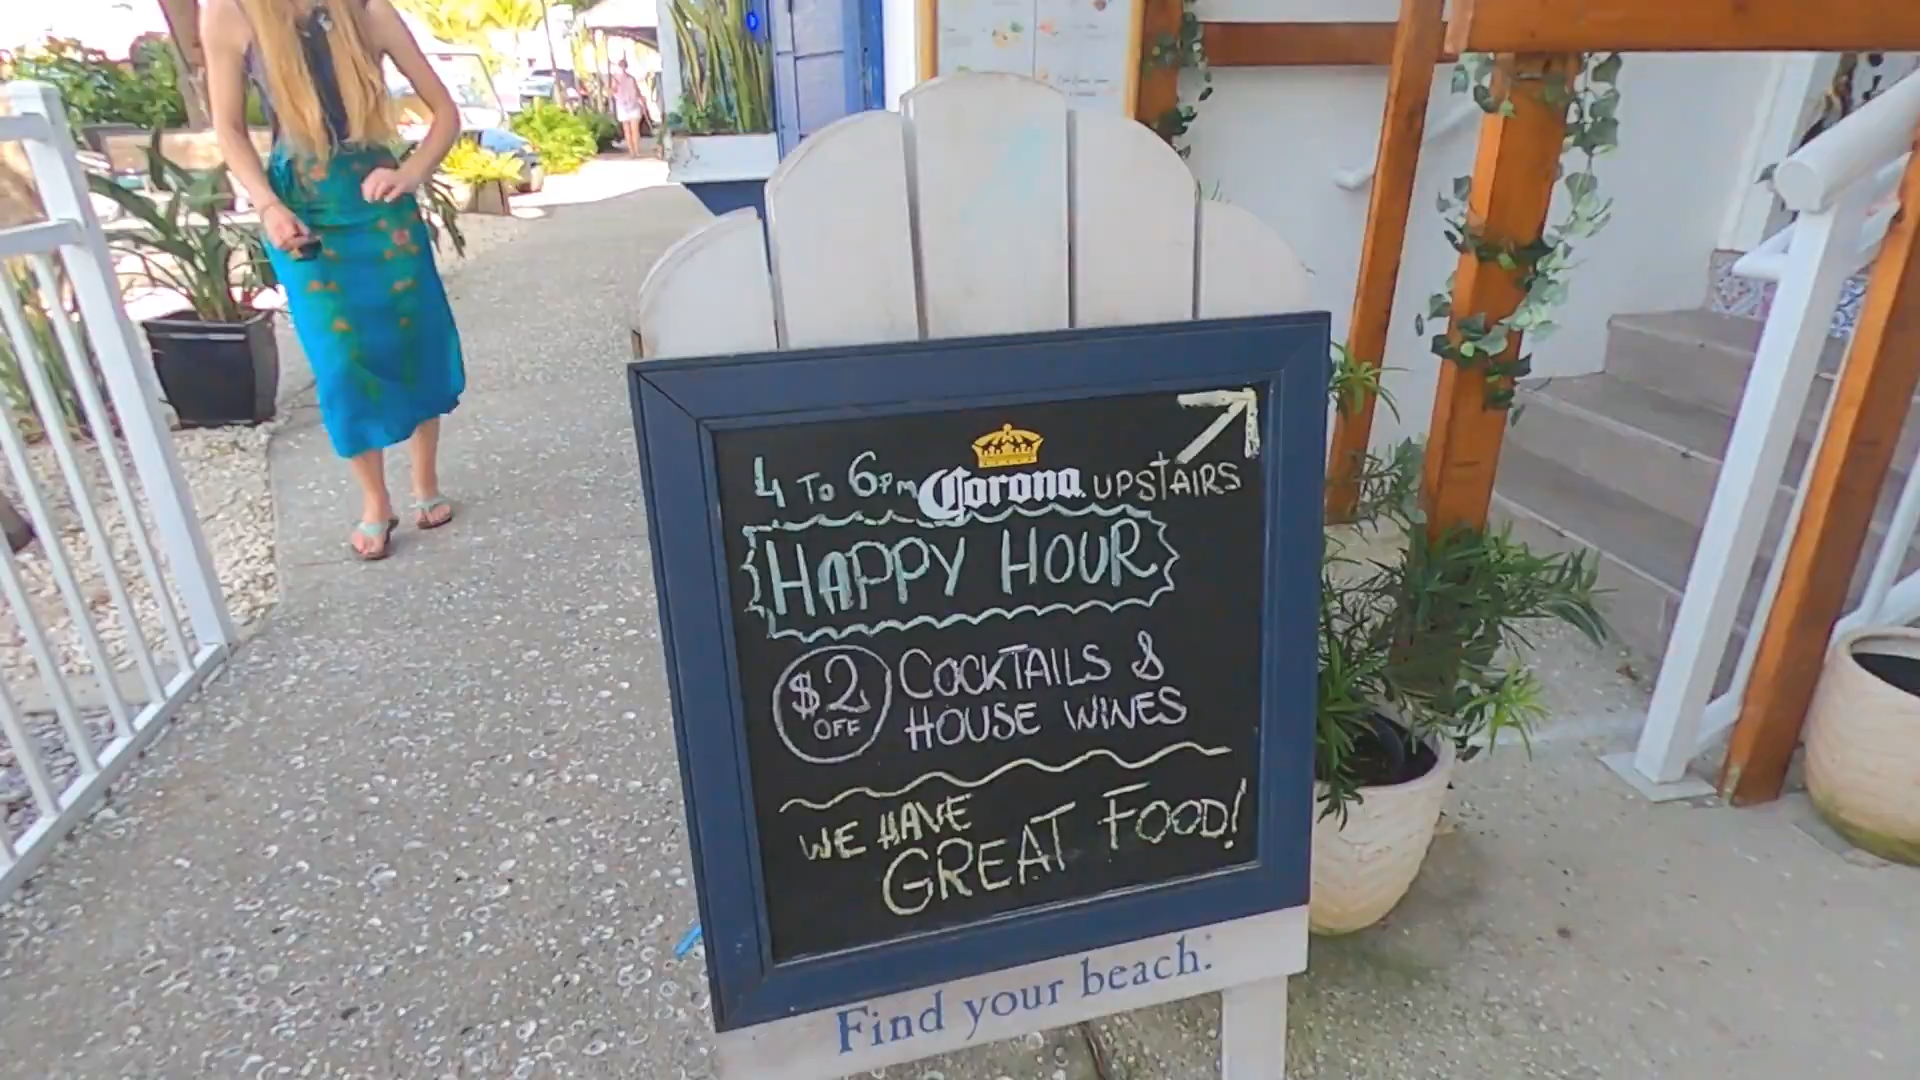 4 To 6pm Corona UPSTAIRS
HAPPY HOUR
$2 OFF COCKTAILS &
HOUSE WINES
WE HAVE
GREAT FOOD!
Find your beach.